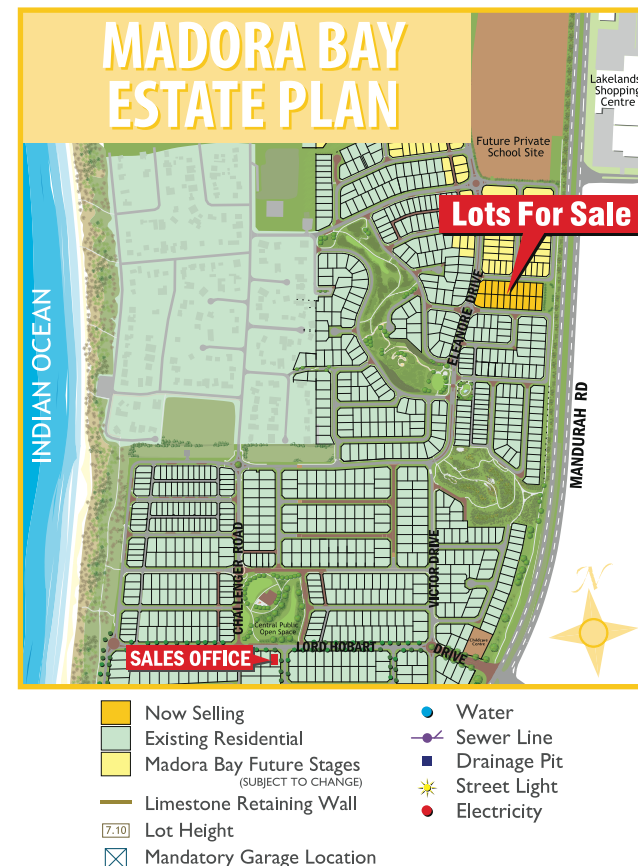 MADORA BAY
ESTATE PLAN
Lakelands
Shopping
Centre
Future Private
School Site
Lots For Sale
ELEANORE DRIVE
INDIAN OCEAN
MANDURAH RD
CHALLENGER ROAD
VICTOR DRIVE
N
Central Public
Open Space
LORD HOBART DRIVE
Childcare
Centre
SALES OFFICE
Now Selling
Existing Residential
Madora Bay Future Stages
(SUBJECT TO CHANGE)
Limestone Retaining Wall
7.10 Lot Height
Mandatory Garage Location
Water
Sewer Line
Drainage Pit
Street Light
Electricity